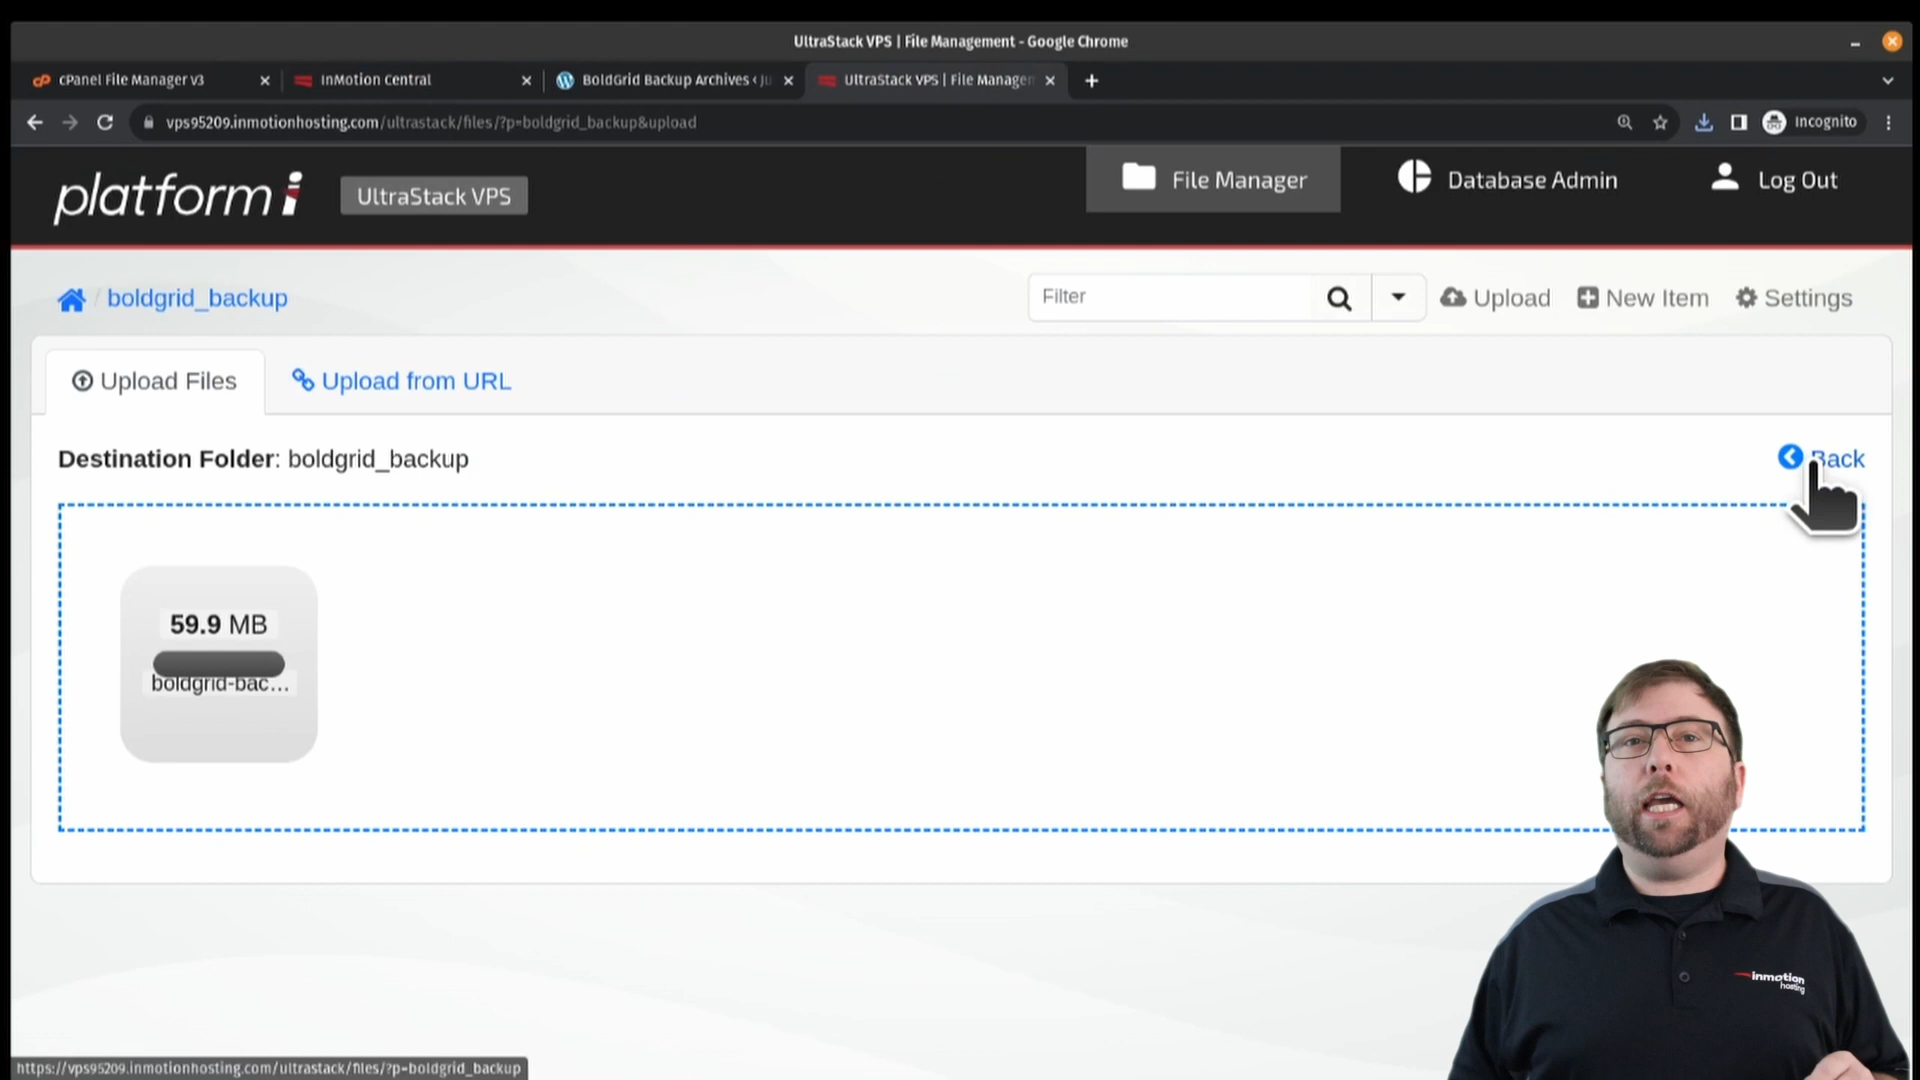 UltraStack VPS | File Management - Google Chrome
cPanel File Manager v3
InMotion Central
BoldGrid Backup Archives ‹ Ju
UltraStack VPS | File Managen
vps95209.inmotionhosting.com/ultrastack/files/?p=boldgrid_backup&upload
Incognito
platform i
UltraStack VPS
File Manager
Database Admin
Log Out
/ boldgrid_backup
Filter
Upload
New Item
Settings
Upload Files
Upload from URL
Destination Folder: boldgrid_backup
Back
59.9 MB
boldgrid-bac...
inmotion
hosting
https://vps95209.inmotionhosting.com/ultrastack/files/?p=boldgrid_backup